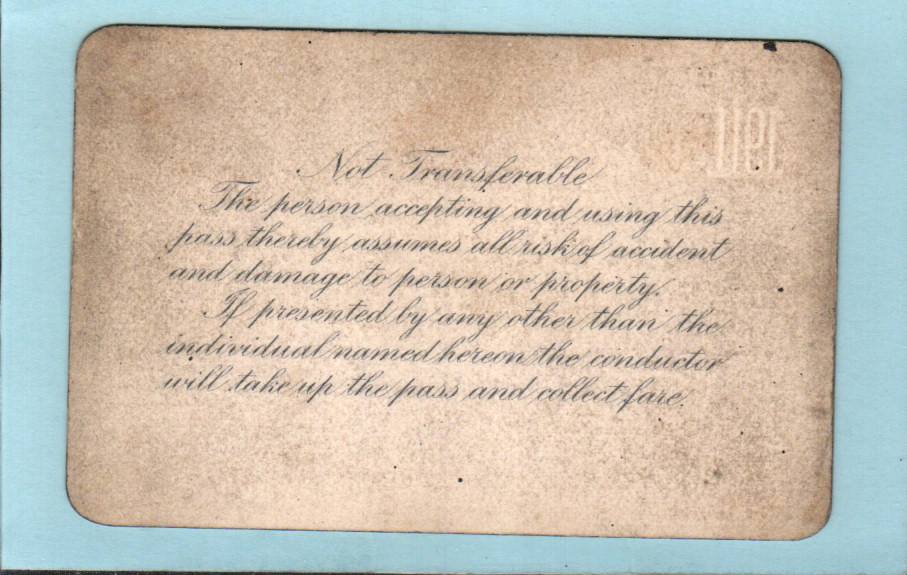 1911
Not Transferable
The person accepting and using this
pass thereby assumes all risk of accident
and damage to person or property.
If presented by any other than the
individual named hereon the conductor
will take up the pass and collect fare.